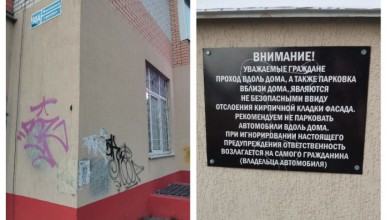 ВНИМАНИЕ!
УВАЖАЕМЫЕ ГРАЖДАНЕ
ПРОХОД ВДОЛЬ ДОМА, А ТАКЖЕ ПАРКОВКА
ВБЛИЗИ ДОМА, ЯВЛЯЮТСЯ
НЕ БЕЗОПАСНЫМИ ВВИДУ
ОТСЛОЕНИЯ КИРПИЧНОЙ КЛАДКИ ФАСАДА.
РЕКОМЕНДУЕМ НЕ ПАРКОВАТЬ
АВТОМОБИЛИ ВДОЛЬ ДОМА.
ПРИ ИГНОРИРОВАНИИ НАСТОЯЩЕГО
ПРЕДУПРЕЖДЕНИЯ ОТВЕТСТВЕННОСТЬ
ВОЗЛАГАЕТСЯ НА САМОГО ГРАЖДАНИНА
(ВЛАДЕЛЬЦА АВТОМОБИЛЯ)